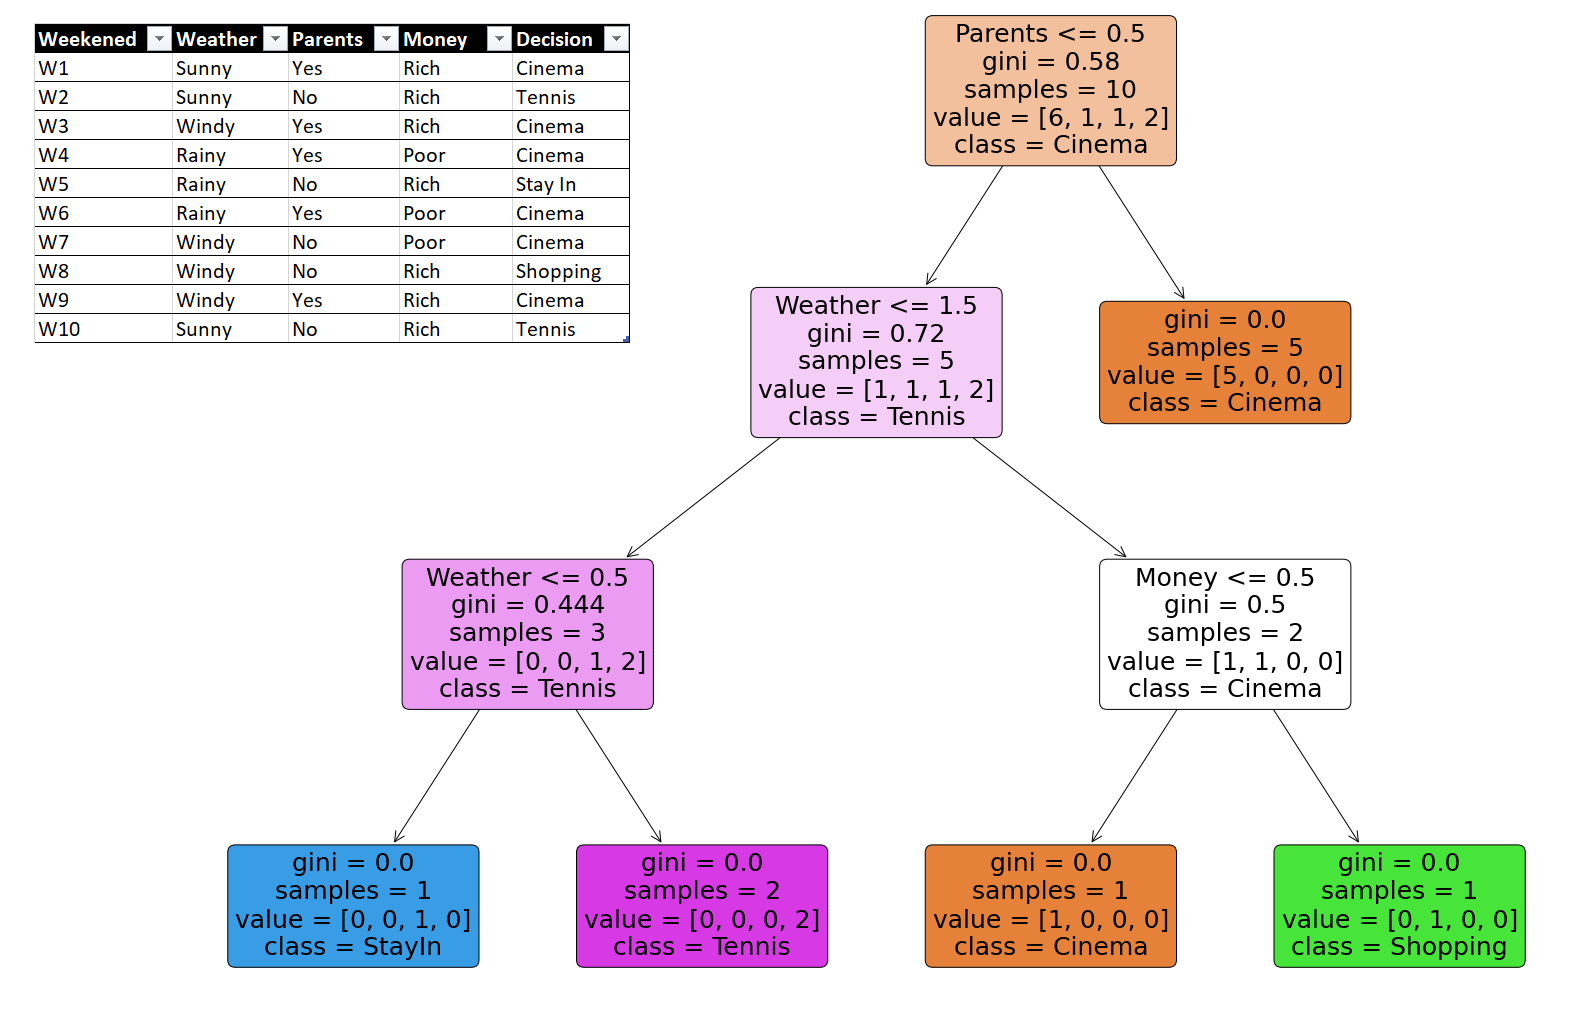 Weekened Weather Parents Money Decision
W1 Sunny Yes Rich Cinema
W2 Sunny No Rich Tennis
W3 Windy Yes Rich Cinema
W4 Rainy Yes Poor Cinema
W5 Rainy No Rich Stay In
W6 Rainy Yes Poor Cinema
W7 Windy No Poor Cinema
W8 Windy No Rich Shopping
W9 Windy Yes Rich Cinema
W10 Sunny No Rich Tennis
Parents <= 0.5
gini = 0.58
samples = 10
value = [6, 1, 1, 2]
class = Cinema
Weather <= 1.5
gini = 0.72
samples = 5
value = [1, 1, 1, 2]
class = Tennis
gini = 0.0
samples = 5
value = [5, 0, 0, 0]
class = Cinema
Weather <= 0.5
gini = 0.444
samples = 3
value = [0, 0, 1, 2]
class = Tennis
Money <= 0.5
gini = 0.5
samples = 2
value = [1, 1, 0, 0]
class = Cinema
gini = 0.0
samples = 1
value = [0, 0, 1, 0]
class = StayIn
gini = 0.0
samples = 2
value = [0, 0, 0, 2]
class = Tennis
gini = 0.0
samples = 1
value = [1, 0, 0, 0]
class = Cinema
gini = 0.0
samples = 1
value = [0, 1, 0, 0]
class = Shopping